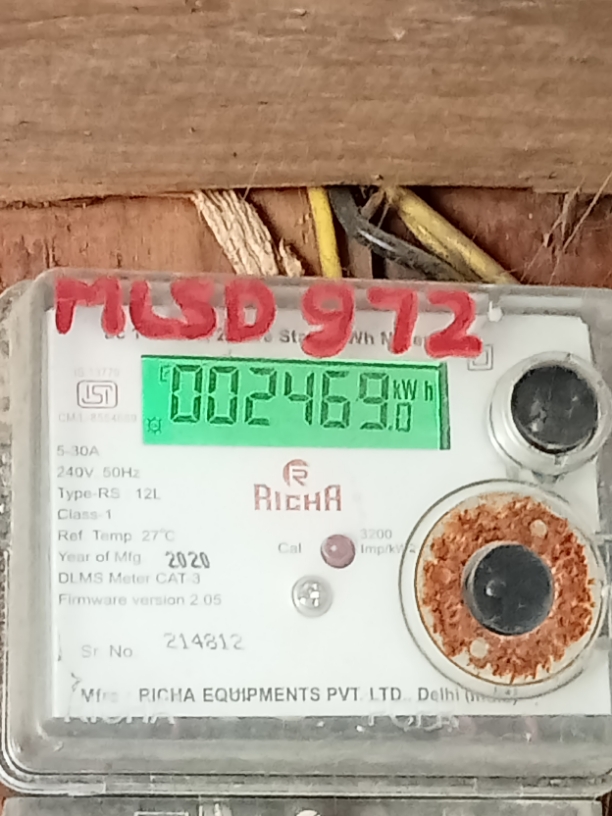 MLSD 972
002469.0 kWh
5-30A
240V 50Hz
Type-RS 12L
Class-1
Ref. Temp. 27°C
Year of Mfg. 2020
DLMS Meter CAT-3
Firmware version 2.05
RICHA
Cal
3200
Imp/kW
Sr. No. 214812
Mfrs. RICHA EQUIPMENTS PVT. LTD., Delhi